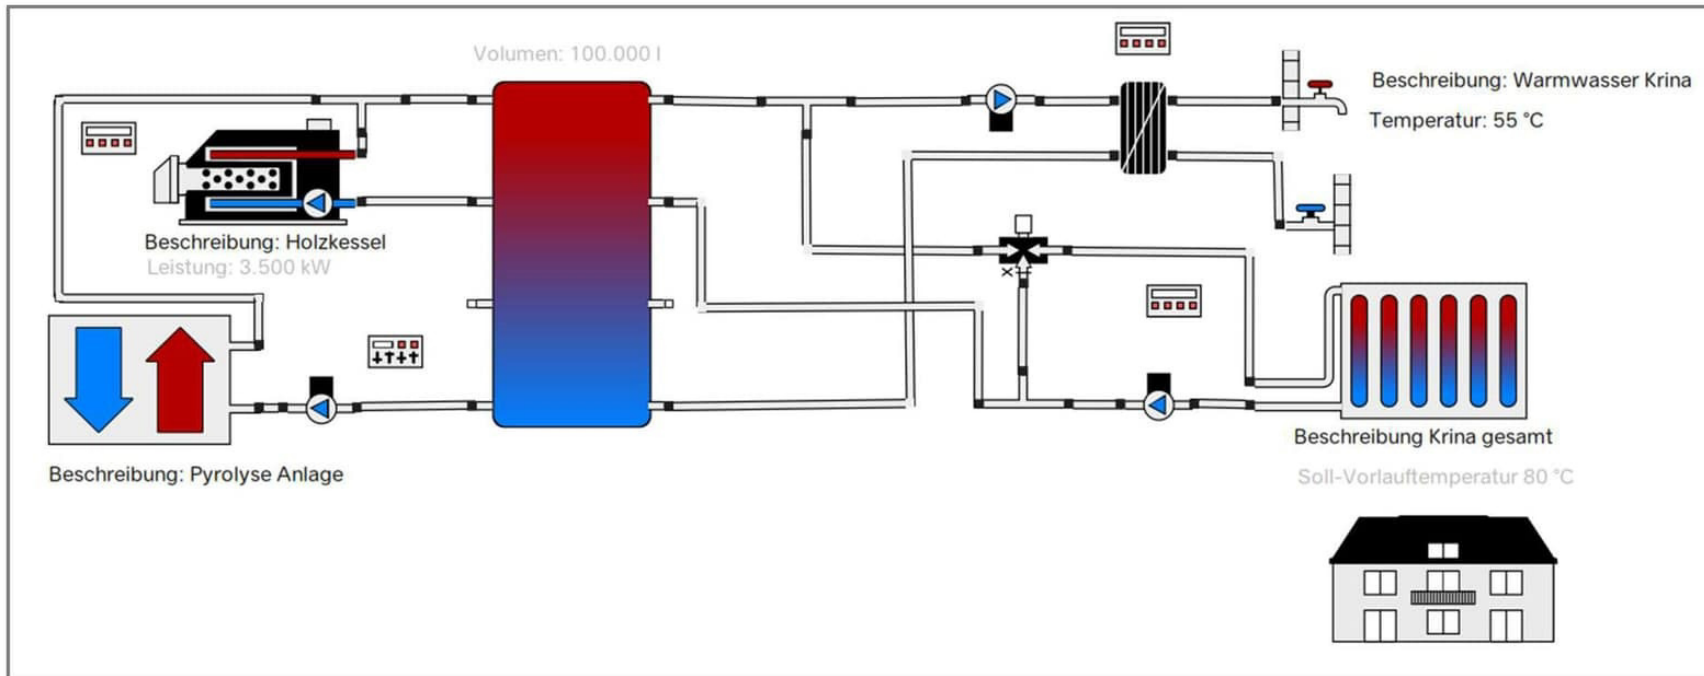 Volumen: 100.000 l
Beschreibung: Warmwasser Krina
Temperatur: 55 °C
Beschreibung: Holzkessel
Leistung: 3.500 kW
X
Beschreibung Krina gesamt
Beschreibung: Pyrolyse Anlage
Soll-Vorlauftemperatur 80 °C